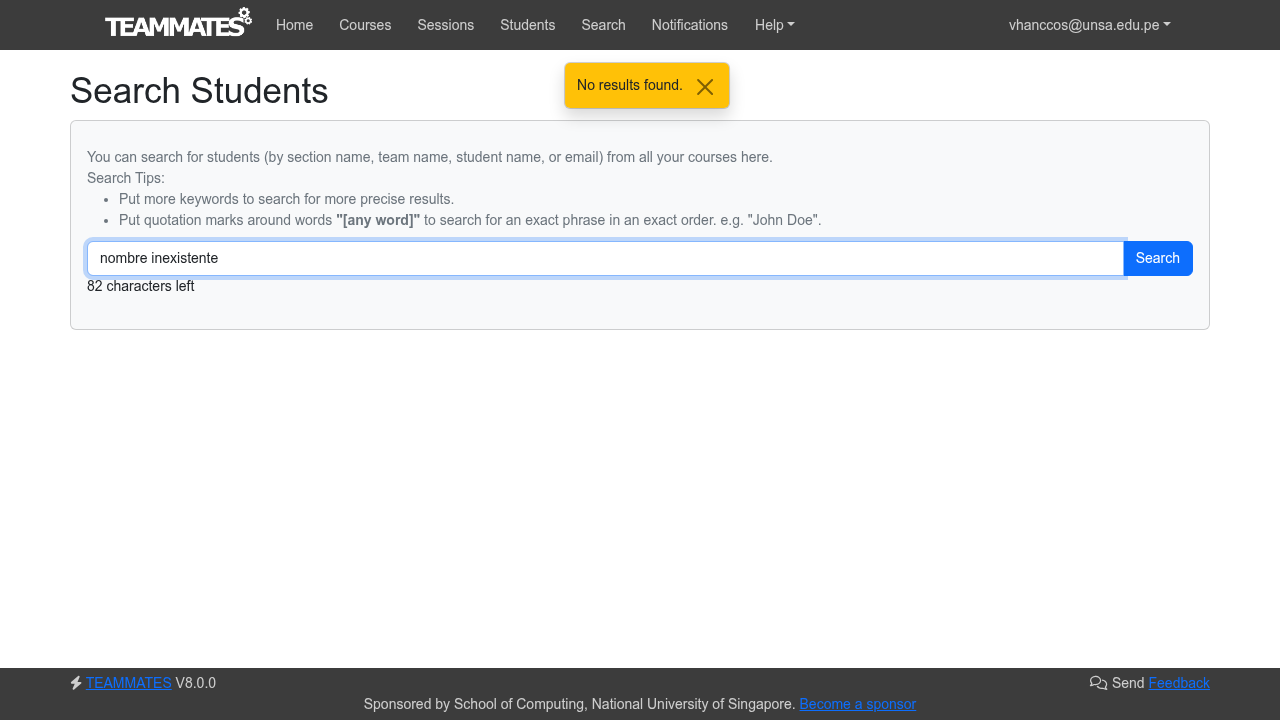 TEAMMATES Home Courses Sessions Students Search Notifications Help vhanccos@unsa.edu.pe
No results found.
Search Students
You can search for students (by section name, team name, student name, or email) from all your courses here.
Search Tips:
• Put more keywords to search for more precise results.
• Put quotation marks around words "[any word]" to search for an exact phrase in an exact order. e.g. "John Doe".
nombre inexistente Search
82 characters left
TEAMMATES V8.0.0 Send Feedback
Sponsored by School of Computing, National University of Singapore. Become a sponsor